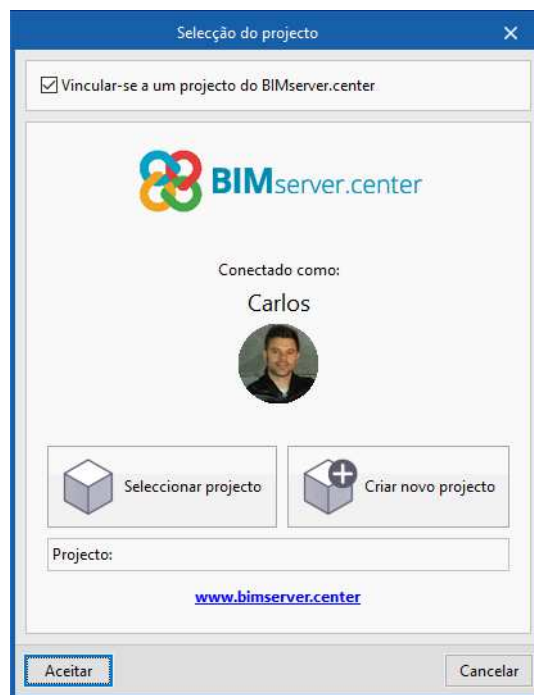 Selecção do projecto
Vincular-se a um projecto do BIMserver.center
BIMserver.center
Conectado como:
Carlos
Seleccionar projecto
Criar novo projecto
Projecto:
www.bimserver.center
Aceitar
Cancelar